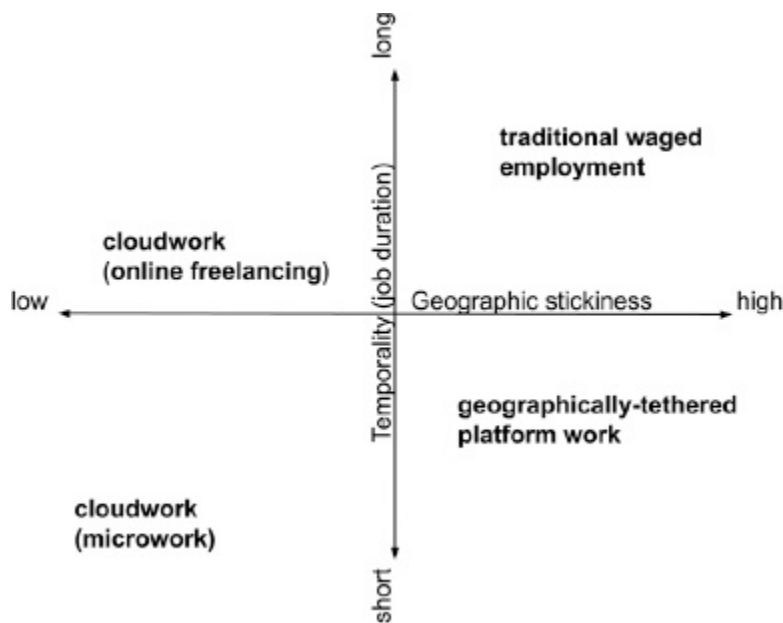 long
traditional waged
employment
cloudwork
(online freelancing)
low
Temporality (job duration)
Geographic stickiness
high
geographically-tethered
platform work
cloudwork
(microwork)
short